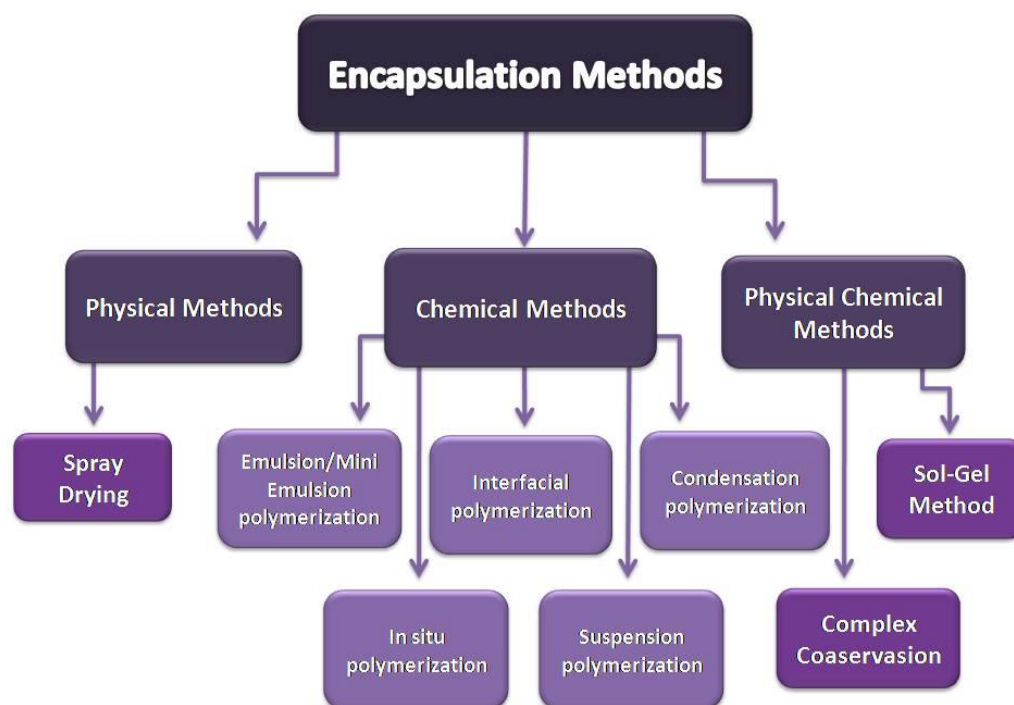 Encapsulation Methods
Physical Methods
Chemical Methods
Physical Chemical
Methods
Spray
Drying
Emulsion/Mini
Emulsion
polymerization
Interfacial
polymerization
Condensation
polymerization
Sol-Gel
Method
In situ
polymerization
Suspension
polymerization
Complex
Coaservasion